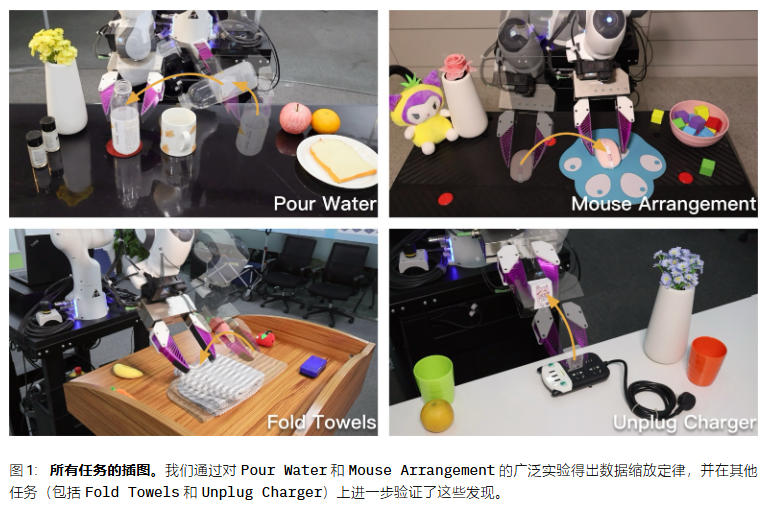 Pour Water
Mouse Arrangement
Fold Towels
Unplug Charger
图 1: 所有任务的插图。我们通过对 Pour Water 和 Mouse Arrangement 的广泛实验得出数据缩放定律，并在其他
任务（包括 Fold Towels 和 Unplug Charger）上进一步验证了这些发现。